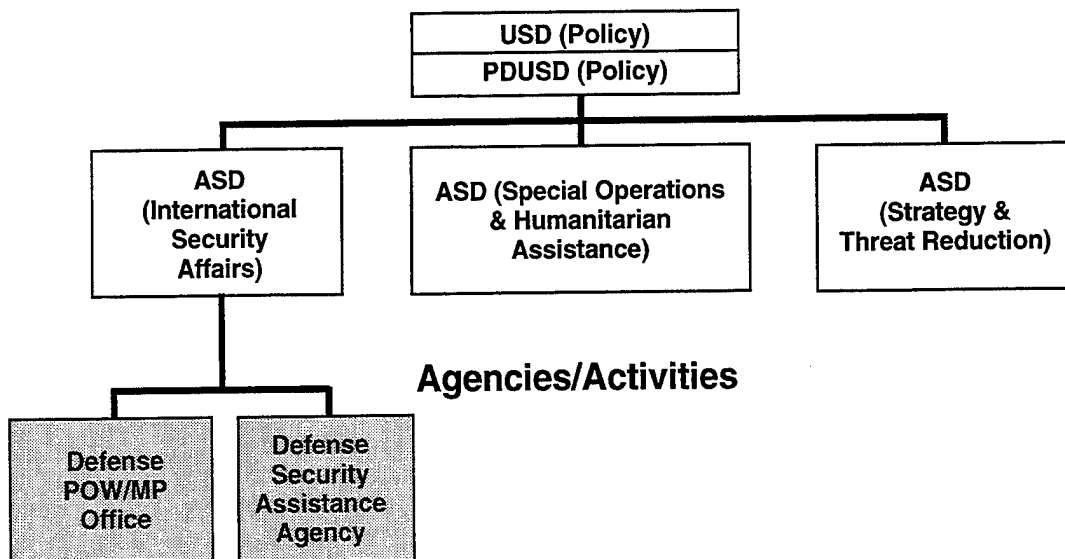 USD (Policy)
PDUSD (Policy)
ASD
(International
Security
Affairs)
ASD (Special Operations
& Humanitarian
Assistance)
ASD
(Strategy &
Threat Reduction)
Agencies/Activities
Defense
POW/MP
Office
Defense
Security
Assistance
Agency